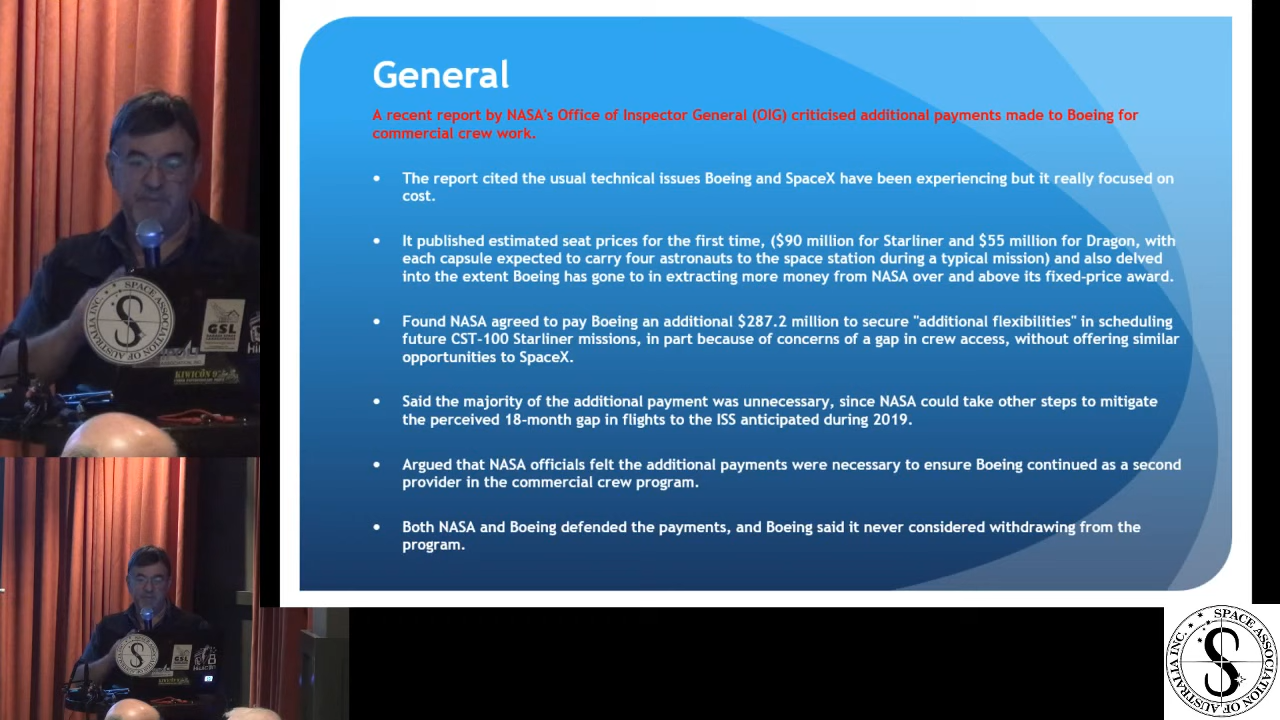 General
A recent report by NASA's Office of Inspector General (OIG) criticised additional payments made to Boeing for
commercial crew work.
• The report cited the usual technical issues Boeing and SpaceX have been experiencing but it really focused on
cost.
• It published estimated seat prices for the first time, ($90 million for Starliner and $55 million for Dragon, with
each capsule expected to carry four astronauts to the space station during a typical mission) and also delved
into the extent Boeing has gone to in extracting more money from NASA over and above its fixed-price award.
• Found NASA agreed to pay Boeing an additional $287.2 million to secure "additional flexibilities" in scheduling
future CST-100 Starliner missions, in part because of concerns of a gap in crew access, without offering similar
opportunities to SpaceX.
• Said the majority of the additional payment was unnecessary, since NASA could take other steps to mitigate
the perceived 18-month gap in flights to the ISS anticipated during 2019.
• Argued that NASA officials felt the additional payments were necessary to ensure Boeing continued as a second
provider in the commercial crew program.
• Both NASA and Boeing defended the payments, and Boeing said it never considered withdrawing from the
program.
SPACE ASSOCIATION OF AUSTRALIA INC.
S
GSL
KIWICON
S
GSL
SPACE ASSOCIATION OF AUSTRALIA INC.
S